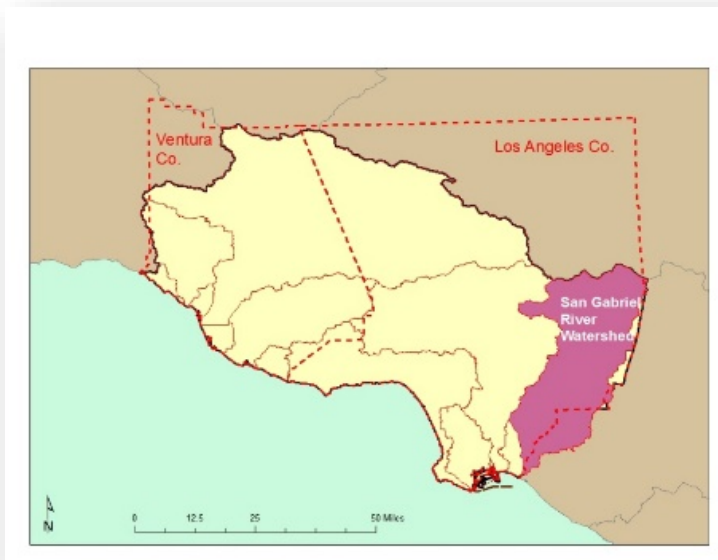 Ventura
Co.
Los Angeles Co.
San Gabriel
River
Watershed
N
0 12.5 25 50 Miles